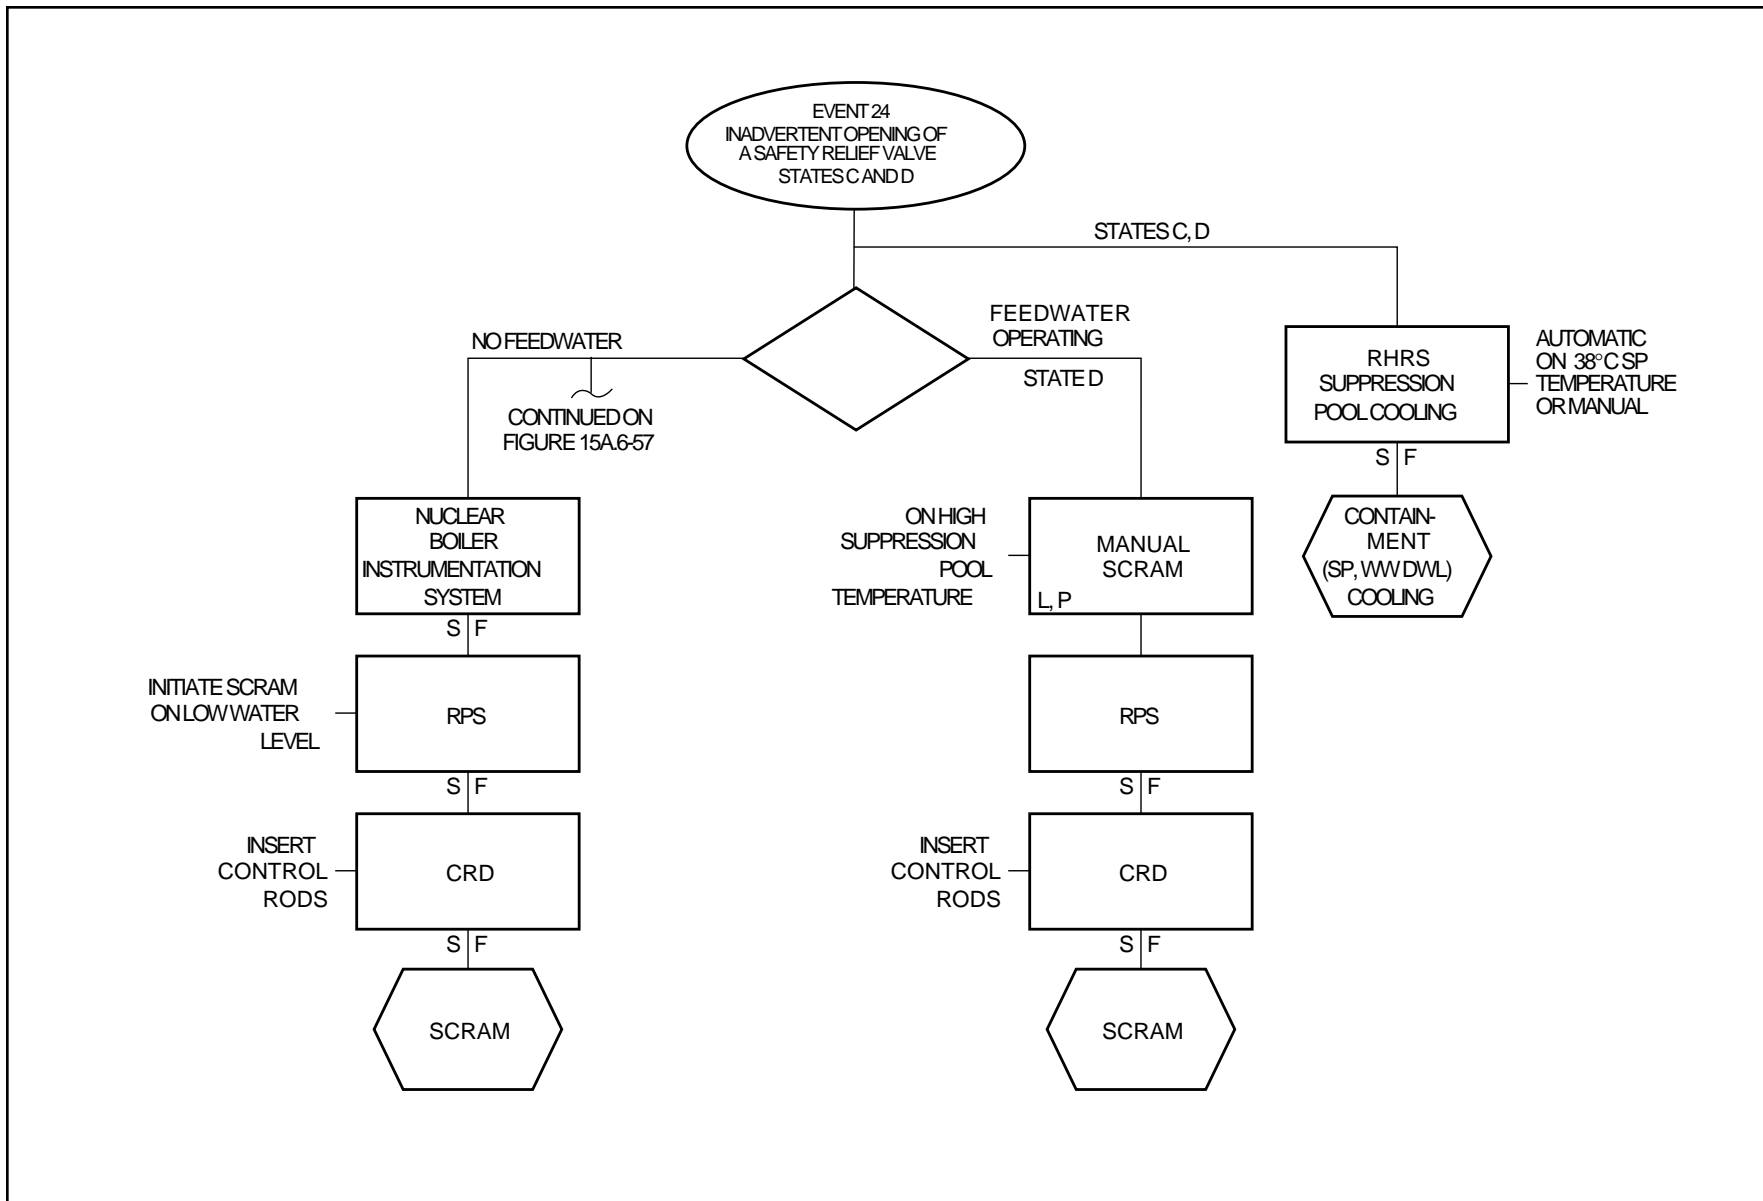 EVENT 24
INADVERTENT OPENING OF
A SAFETY RELIEF VALVE
STATES C AND D
STATES C, D
NO FEEDWATER
FEEDWATER
OPERATING
STATE D
CONTINUED ON
FIGURE 15A.6-57
RHRS
SUPPRESSION
POOL COOLING
AUTOMATIC
ON 38°C SP
TEMPERATURE
OR MANUAL
S F
CONTAIN-
MENT
(SP, WW DWL)
COOLING
NUCLEAR
BOILER
INSTRUMENTATION
SYSTEM
S F
INITIATE SCRAM
ON LOW WATER
LEVEL
RPS
S F
INSERT
CONTROL
RODS
CRD
S F
SCRAM
ON HIGH
SUPPRESSION
POOL
TEMPERATURE
MANUAL
SCRAM
L, P
RPS
S F
INSERT
CONTROL
RODS
CRD
S F
SCRAM